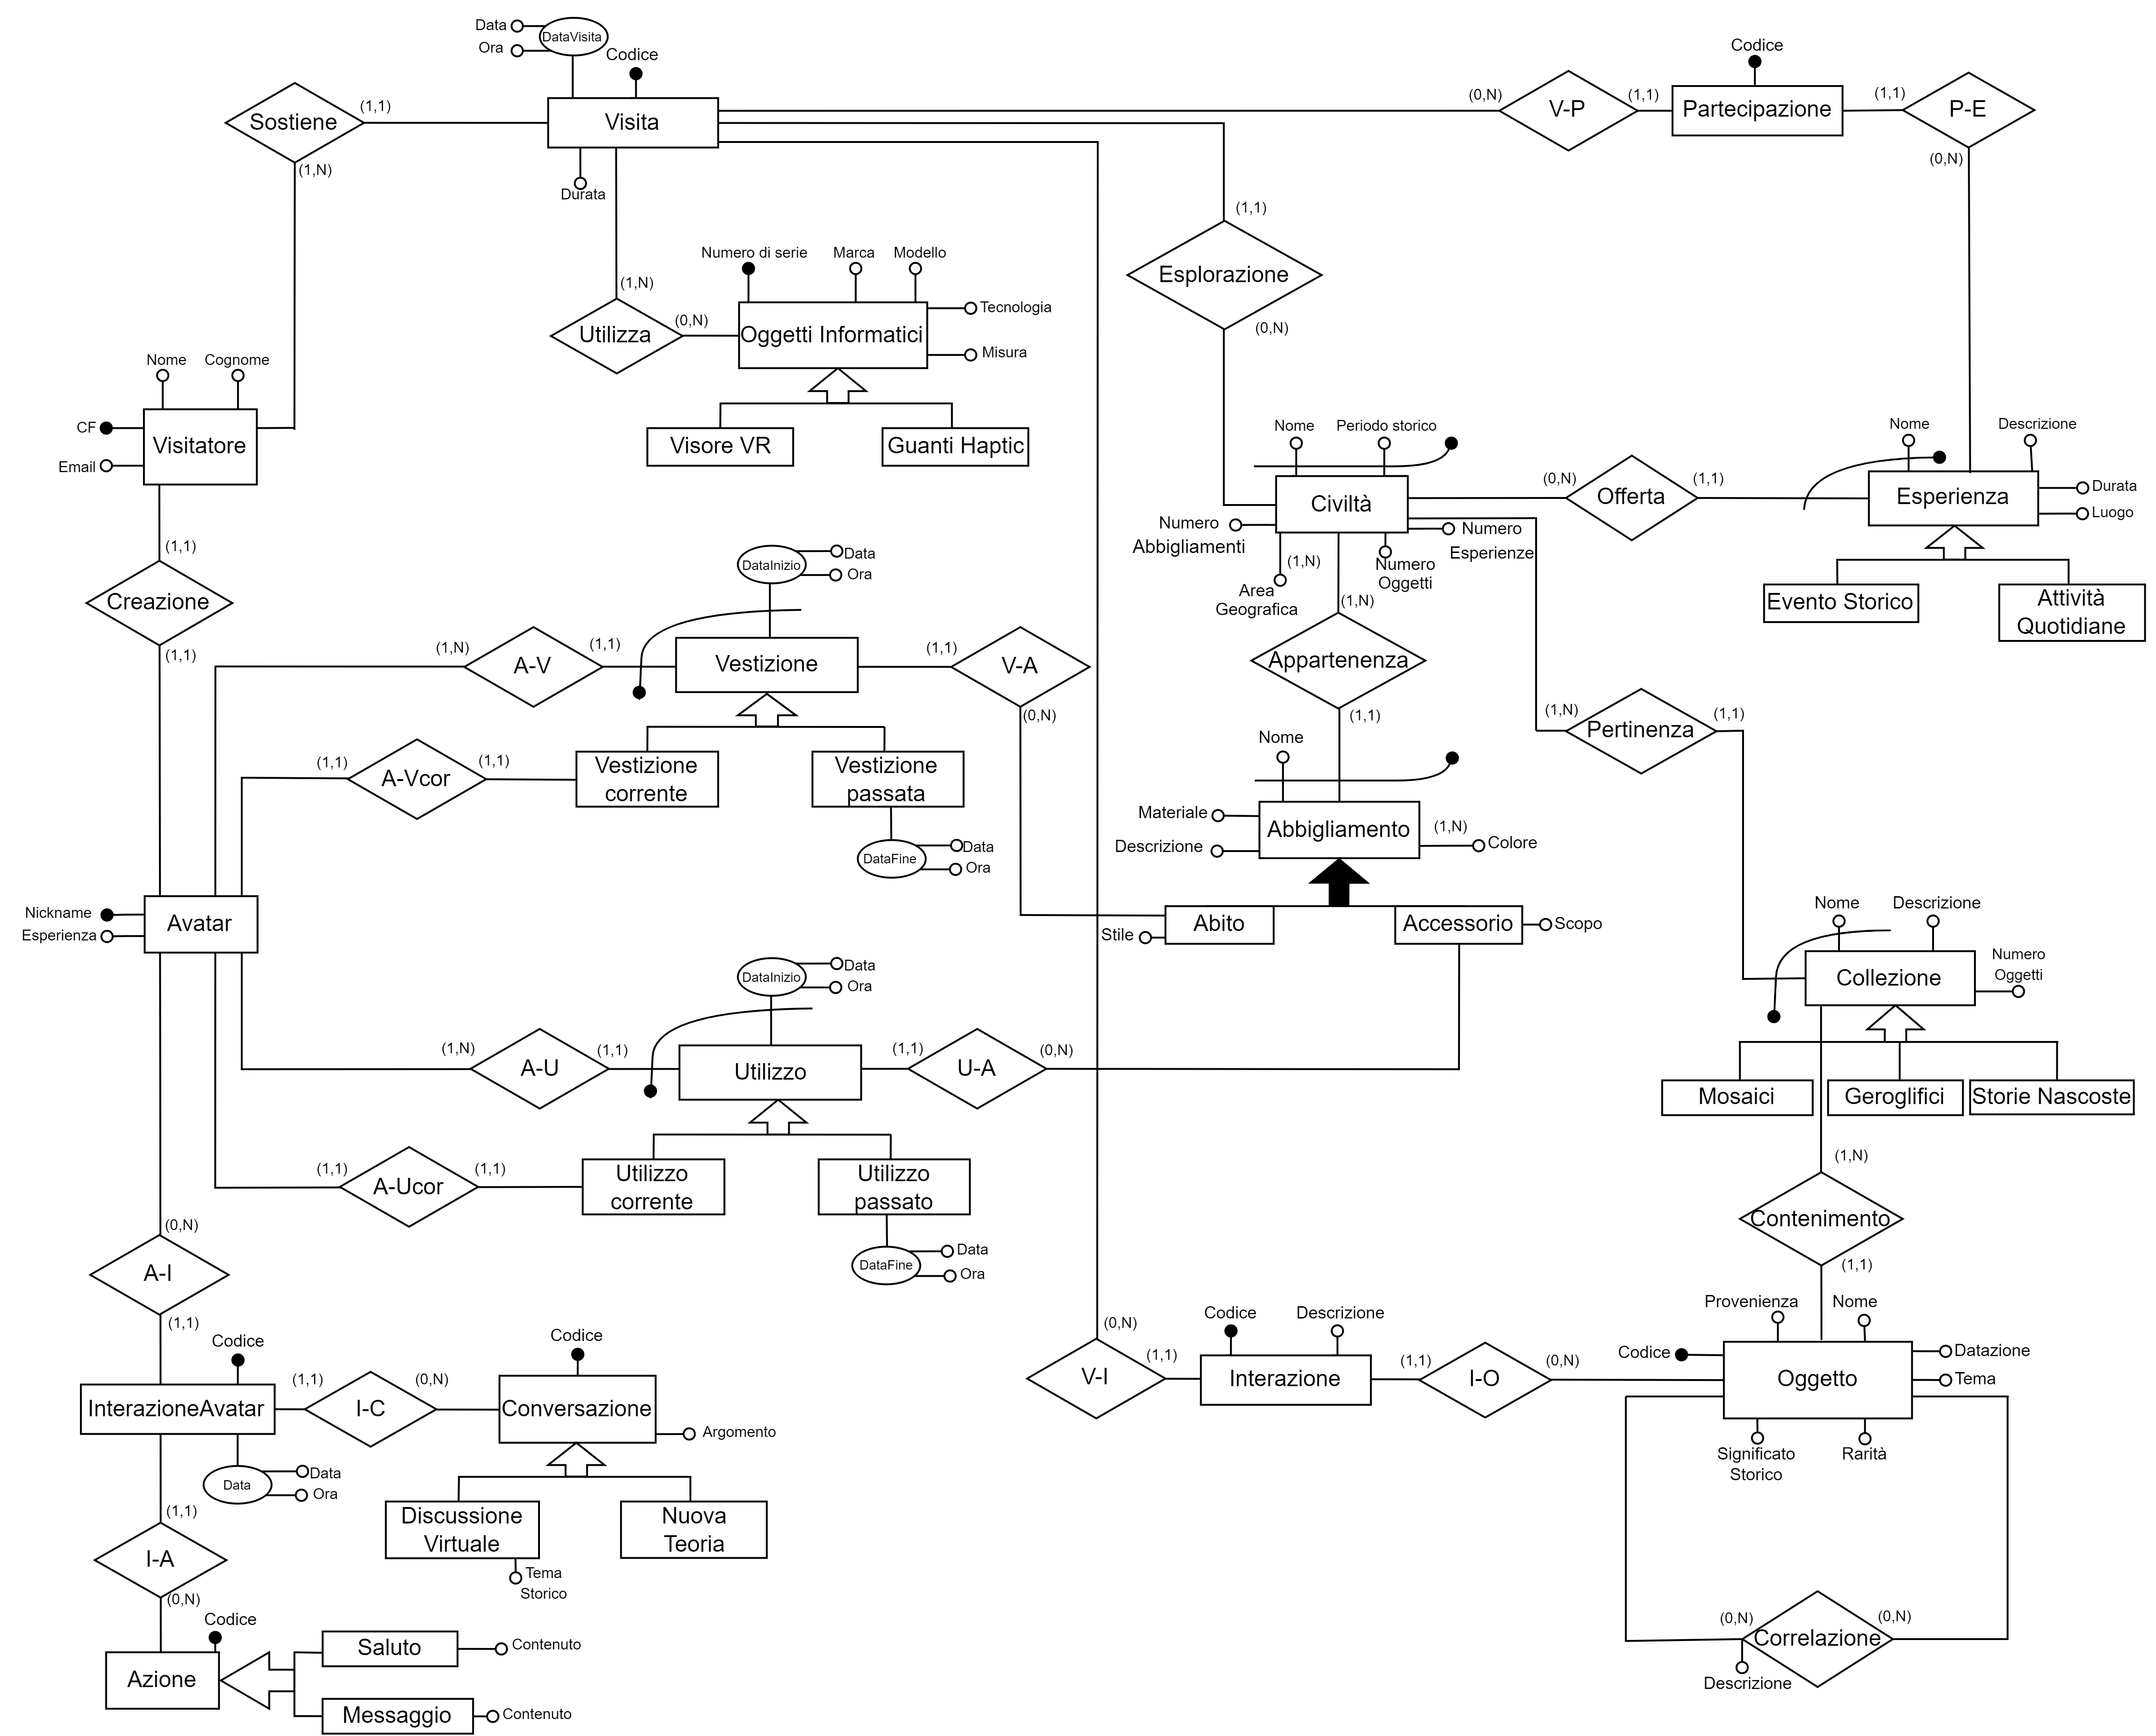 Data
Ora
DataVisita
Codice
Visita
Durata
Sostiene
(1,1)
(1,N)
(0,N)
V-P
(1,1)
Codice
Partecipazione
(1,1)
P-E
(0,N)
(1,N)
Utilizza
(0,N)
Numero di serie
Marca
Modello
Oggetti Informatici
Tecnologia
Misura
Visore VR
Guanti Haptic
(1,1)
Esplorazione
(0,N)
Nome
Cognome
CF
Email
Visitatore
(1,1)
Creazione
(1,1)
Nome
Periodo storico
Civiltà
Numero
Abbigliamenti
(1,N)
Area
Geografica
Numero
Oggetti
Numero
Esperienze
(0,N)
Offerta
(1,1)
Nome
Descrizione
Esperienza
Durata
Luogo
Evento Storico
Attività
Quotidiane
(1,N)
Appartenenza
(1,1)
(1,N)
Pertinenza
(1,1)
DataInizio
Data
Ora
(1,N)
A-V
(1,1)
Vestizione
(1,1)
V-A
(0,N)
(1,1)
A-Vcor
(1,1)
Vestizione
corrente
Vestizione
passata
DataFine
Data
Ora
Nome
Materiale
Descrizione
Abbigliamento
(1,N)
Colore
Stile
Abito
Accessorio
Scopo
Nickname
Esperienza
Avatar
Nome
Descrizione
Collezione
Numero
Oggetti
Mosaici
Geroglifici
Storie Nascoste
DataInizio
Data
Ora
(1,N)
A-U
(1,1)
Utilizzo
(1,1)
U-A
(0,N)
(1,1)
A-Ucor
(1,1)
Utilizzo
corrente
Utilizzo
passato
DataFine
Data
Ora
(1,N)
Contenimento
(1,1)
(0,N)
A-I
(1,1)
Codice
InterazioneAvatar
Data
Data
Ora
(1,1)
I-C
(0,N)
Codice
Conversazione
Argomento
Discussione
Virtuale
Tema
Storico
Nuova
Teoria
(0,N)
V-I
(1,1)
Codice
Descrizione
Interazione
(1,1)
I-O
(0,N)
Provenienza
Nome
Codice
Oggetto
Datazione
Tema
Significato
Storico
Rarità
(1,1)
I-A
(0,N)
Codice
Azione
Saluto
Contenuto
Messaggio
Contenuto
(0,N)
Correlazione
(0,N)
Descrizione